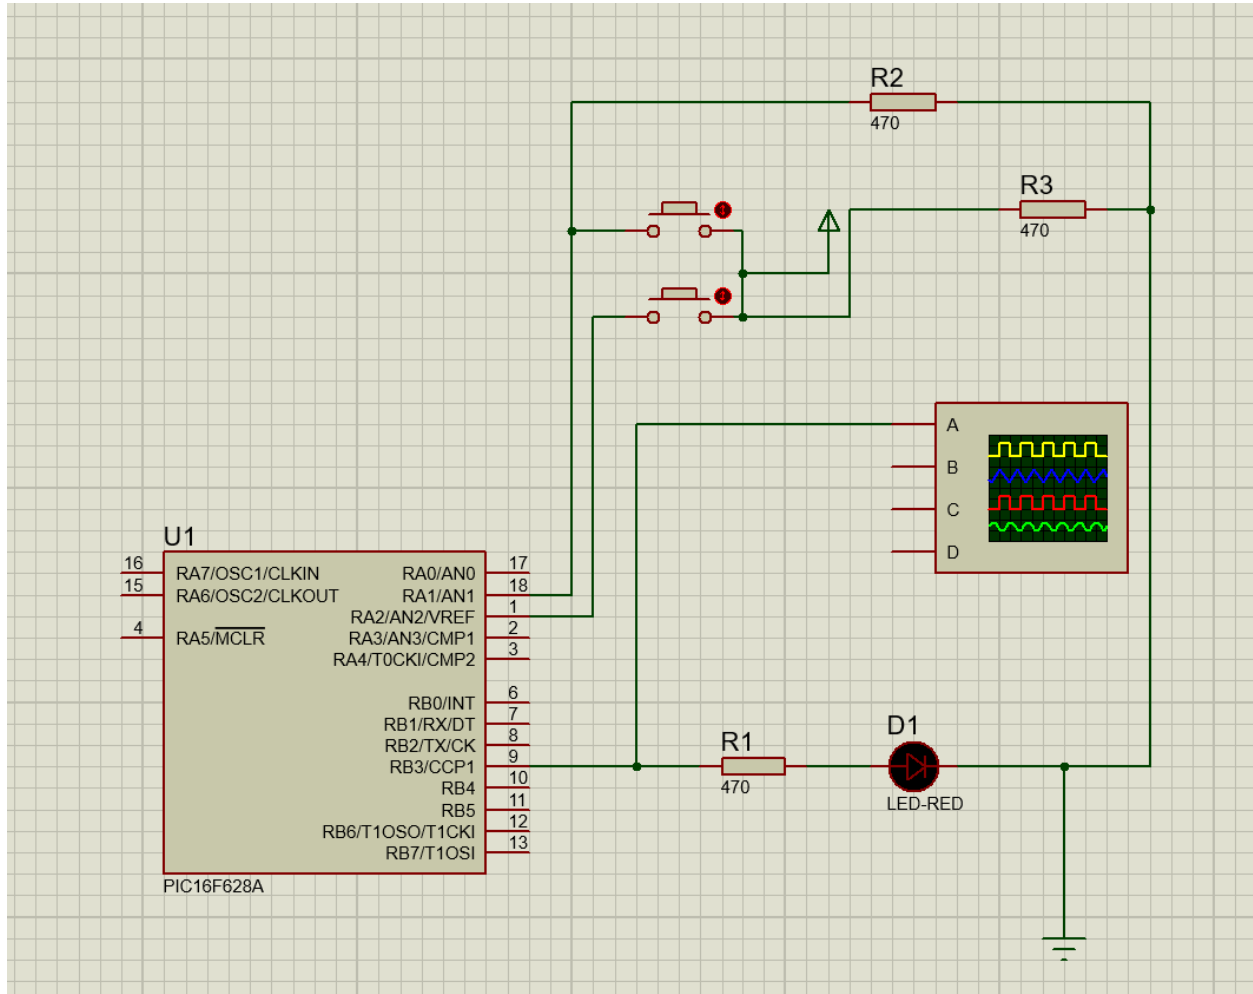 R2
470
R3
470
A
B
C
D
U1
16 RA7/OSC1/CLKIN RA0/AN0 17
15 RA6/OSC2/CLKOUT RA1/AN1 18
RA2/AN2/VREF 1
4 RA5/MCLR RA3/AN3/CMP1 2
RA4/T0CKI/CMP2 3
RB0/INT 6
RB1/RX/DT 7
RB2/TX/CK 8
RB3/CCP1 9
RB4 10
RB5 11
RB6/T1OSO/T1CKI 12
RB7/T1OSI 13
PIC16F628A
R1
470
D1
LED-RED